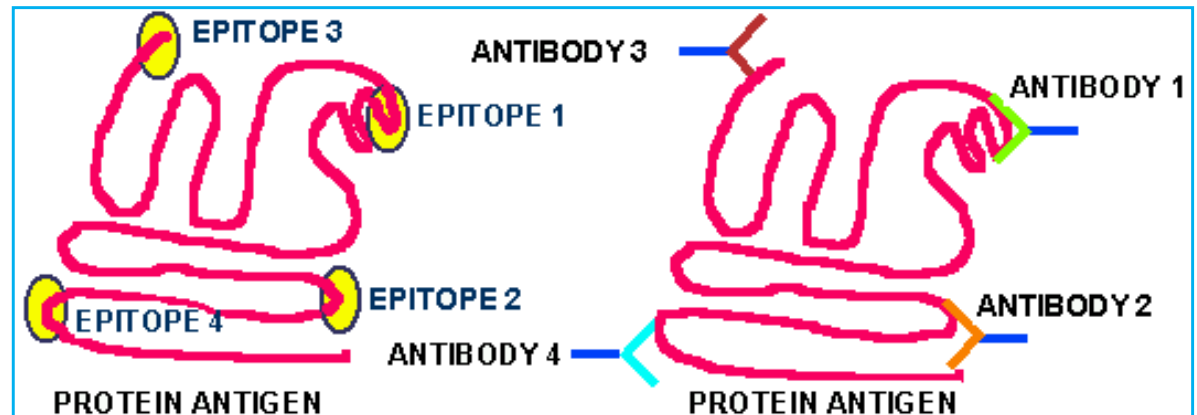 EPITOPE 3
EPITOPE 1
EPITOPE 2
EPITOPE 4
PROTEIN ANTIGEN
ANTIBODY 3
ANTIBODY 1
ANTIBODY 2
ANTIBODY 4
PROTEIN ANTIGEN